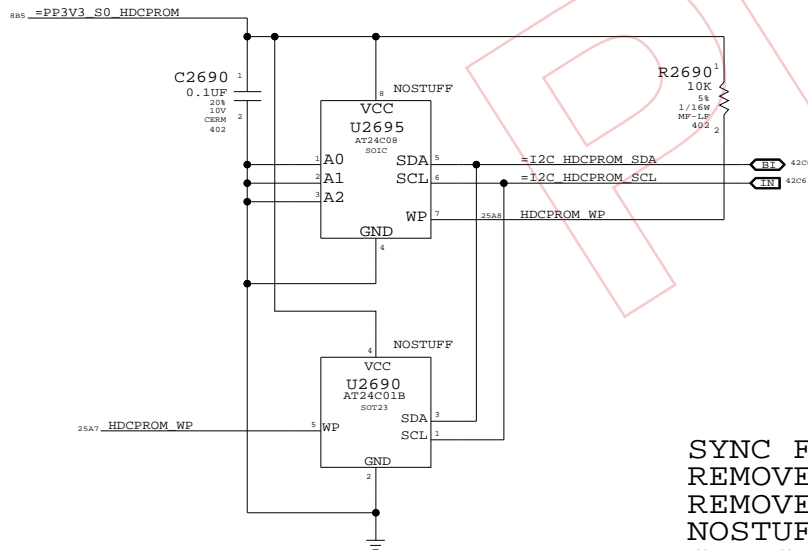 8B5 =PP3V3_S0_HDCPROM
C2690 1
0.1UF
20%
10V
CERM
402
2
NOSTUFF
8
VCC
U2695
AT24C08
SOIC
1 A0
2 A1
3 A2
SDA 5
SCL 6
WP 7
GND
4
R2690 1
10K
5%
1/16W
MF-LF
402 2
=I2C_HDCPROM_SDA
BI
=I2C_HDCPROM_SCL
IN 42C6
25A8 HDCPROM_WP
NOSTUFF
4
VCC
U2690
AT24C01B
SOT23
25A7 HDCPROM_WP
5 WP
SDA 3
SCL 1
GND
2
SYNC
REMOVE
REMOVE
NOSTUF